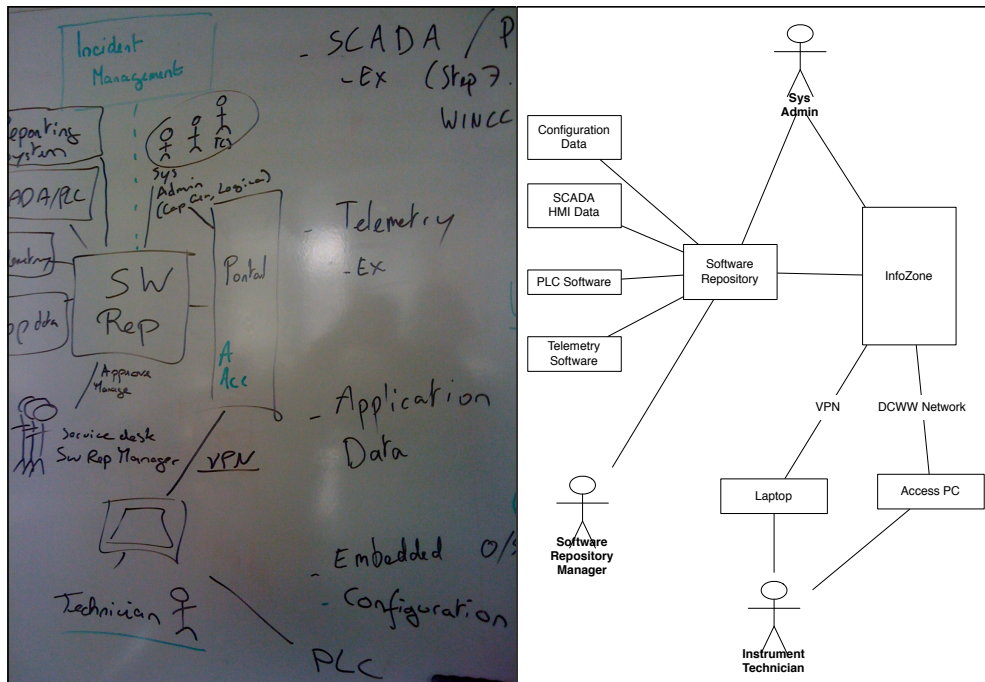 Incident
Management
Reporting
System
SCADA / P
- Ex (Step 7.
WINCC
TCS
Sys
Admin
ADA/PLC
Telemetry
- Ex
SW
Rep
Portal
A
Acc
Approve
Manage
Service desk
SW Rep Manager
VPN
- Application
Data
Technician
- Embedded O/S
- Configuration
PLC
Sys
Admin
Configuration
Data
SCADA
HMI Data
Software
Repository
InfoZone
PLC Software
Telemetry
Software
VPN
DCWW Network
Laptop
Access PC
Software
Repository
Manager
Instrument
Technician